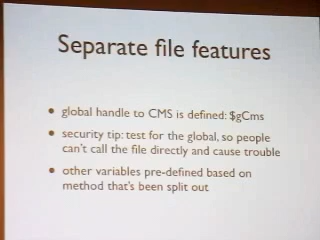 Separate file features
• global handle to CMS is defined: $gCms
• security tip: test for the global, so people
can't call the file directly and cause trouble
• other variables pre-defined based on
method that's been split out